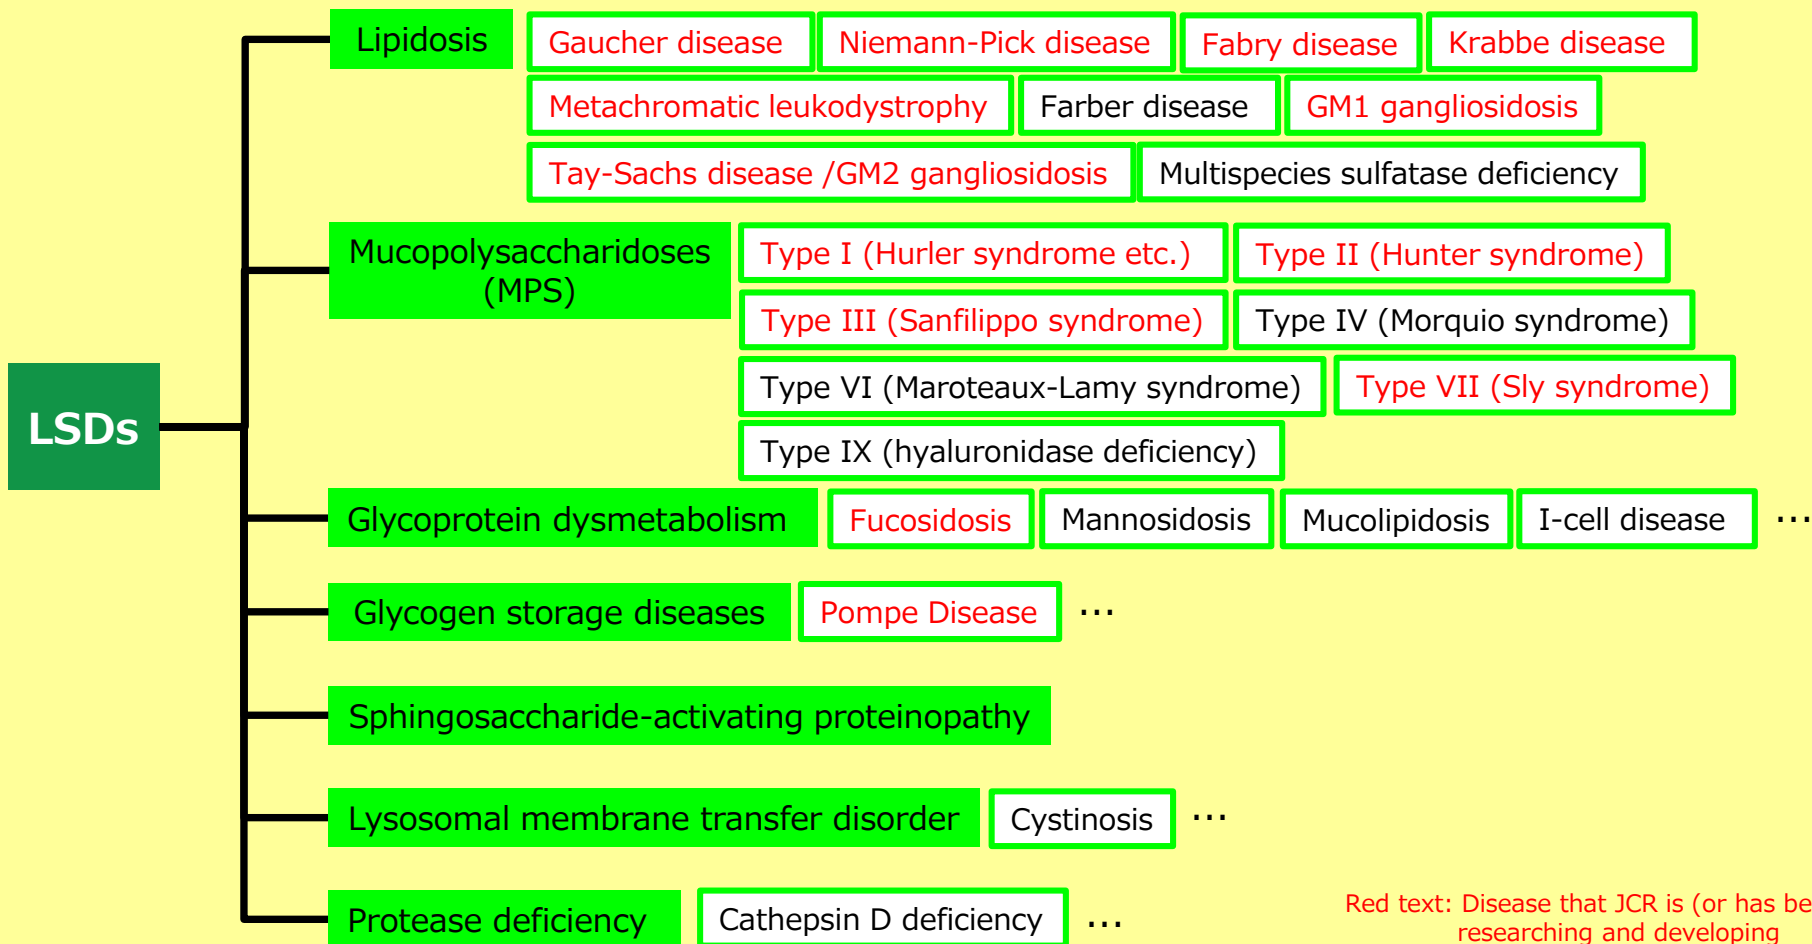 Lipidosis
Gaucher disease
Niemann-Pick disease
Fabry disease
Krabbe disease
Metachromatic leukodystrophy
Farber disease
GM1 gangliosidosis
Tay-Sachs disease /GM2 gangliosidosis
Multispecies sulfatase deficiency
Mucopolysaccharidoses
(MPS)
Type I (Hurler syndrome etc.)
Type II (Hunter syndrome)
Type III (Sanfilippo syndrome)
Type IV (Morquio syndrome)
Type VI (Maroteaux-Lamy syndrome)
Type VII (Sly syndrome)
Type IX (hyaluronidase deficiency)
LSDs
Glycoprotein dysmetabolism
Fucosidosis
Mannosidosis
Mucolipidosis
I-cell disease
…
Glycogen storage diseases
Pompe Disease
…
Sphingosaccharide-activating proteinopathy
Lysosomal membrane transfer disorder
Cystinosis
…
Protease deficiency
Cathepsin D deficiency
…
Red text: Disease that JCR is (or has be
researching and developing